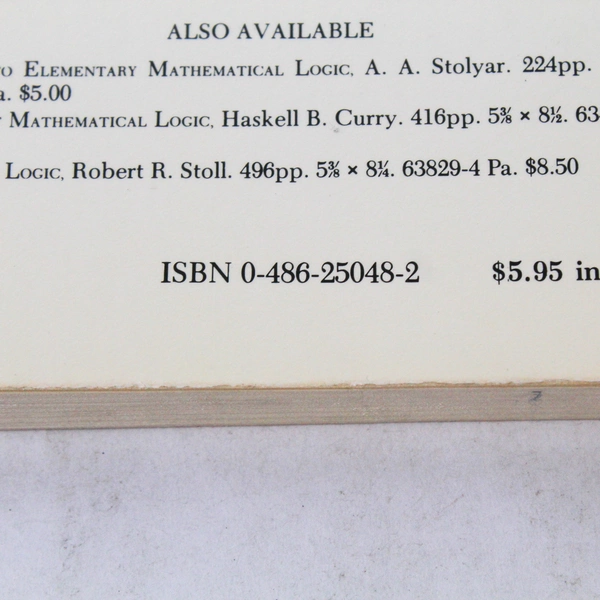 ALSO AVAILABLE
O ELEMENTARY MATHEMATICAL LOGIC, A. A. Stolyar. 224pp.
a. $5.00
MATHEMATICAL LOGIC, Haskell B. Curry. 416pp. 5⅜ × 8½. 63
LOGIC, Robert R. Stoll. 496pp. 5⅜ × 8¼. 63829-4 Pa. $8.50
ISBN 0-486-25048-2 $5.95 in